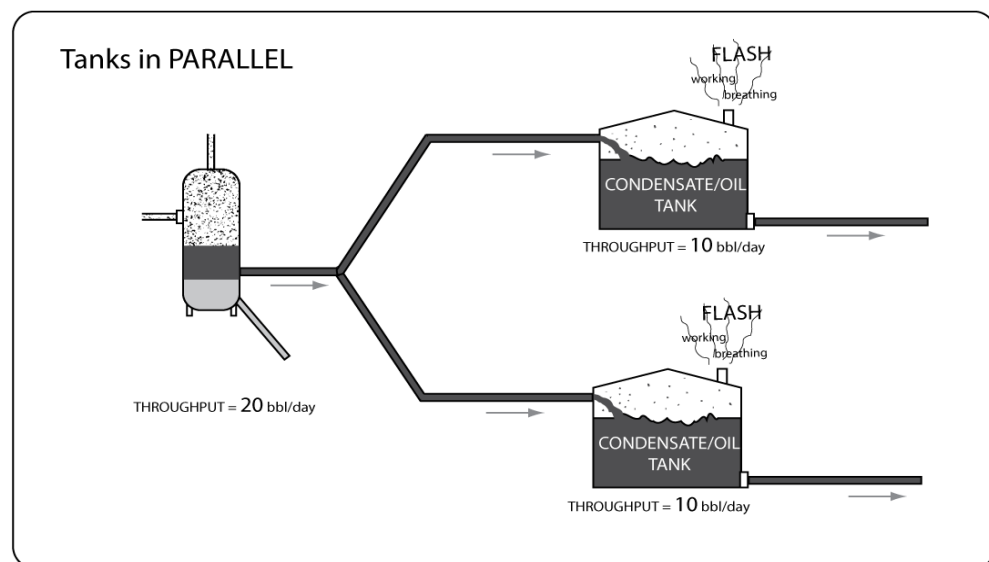 Tanks in PARALLEL
FLASH
working
breathing
CONDENSATE/OIL
TANK
THROUGHPUT = 10 bbl/day
THROUGHPUT = 20 bbl/day
FLASH
working
breathing
CONDENSATE/OIL
TANK
THROUGHPUT = 10 bbl/day